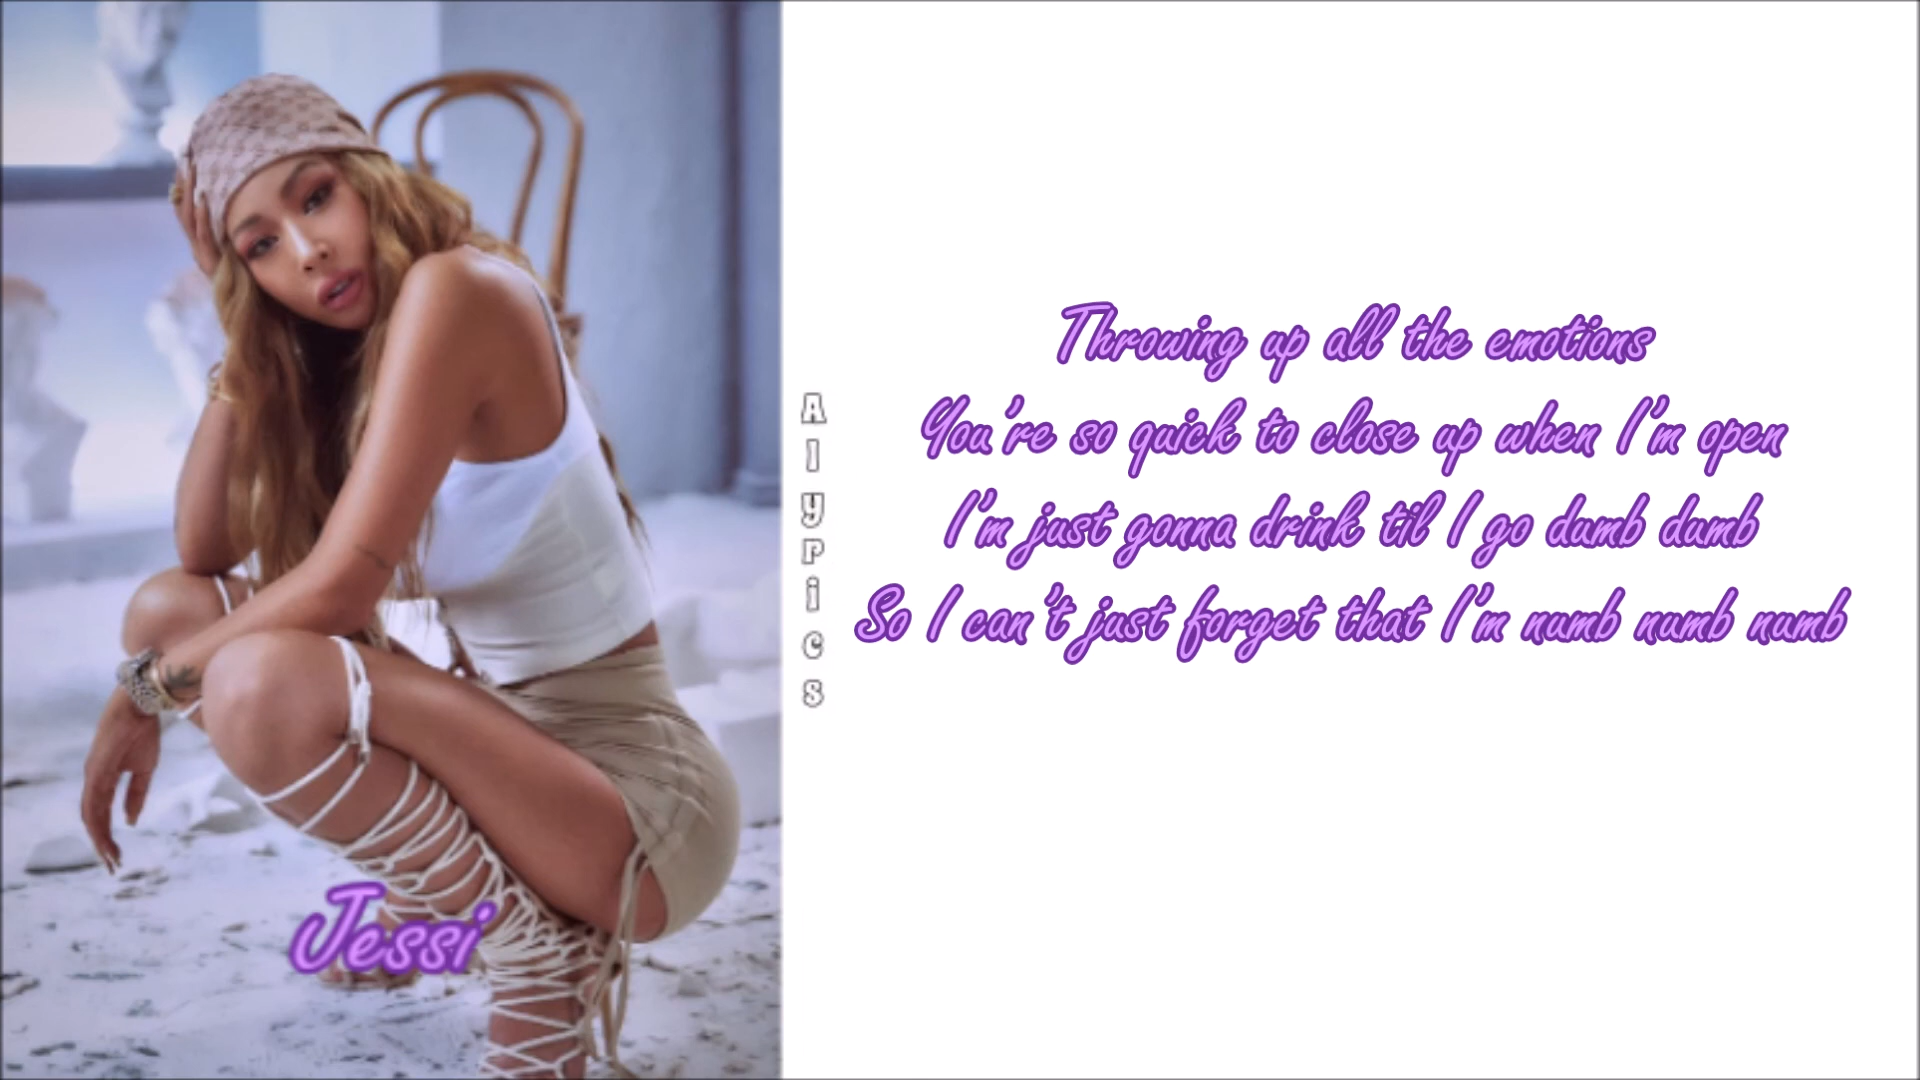 Throwing up all the emotions
You're so quick to close up when I'm open
I'm just gonna drink til I go dumb dumb
So I can't just forget that I'm numb numb numb
Alypics
Jessi